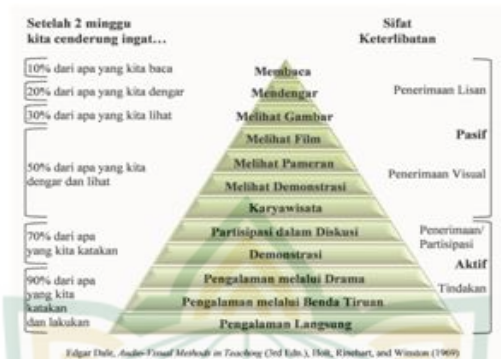 Setelah 2 minggu
kita cenderung ingat...
Sifat
Keterlibatan
10% dari apa yang kita baca
20% dari apa yang kita dengar
30% dari apa yang kita lihat
50% dari apa yang kita
dengar dan lihat
70% dari apa
yang kita katakan
90% dari apa
yang kita
katakan
dan lakukan
Membaca
Mendengar
Melihat Gambar
Melihat Film
Melihat Pameran
Melihat Demonstrasi
Karyawisata
Partisipasi dalam Diskusi
Demonstrasi
Pengalaman melalui Drama
Pengalaman melalui Benda Tiruan
Pengalaman Langsung
Penerimaan Lisan
Pasif
Penerimaan Visual
Penerimaan/
Partisipasi
Aktif
Tindakan
Edgar Dale, Audio-Visual Methods in Teaching (3rd Edn.), Holt, Rinehart, and Winston (1969)